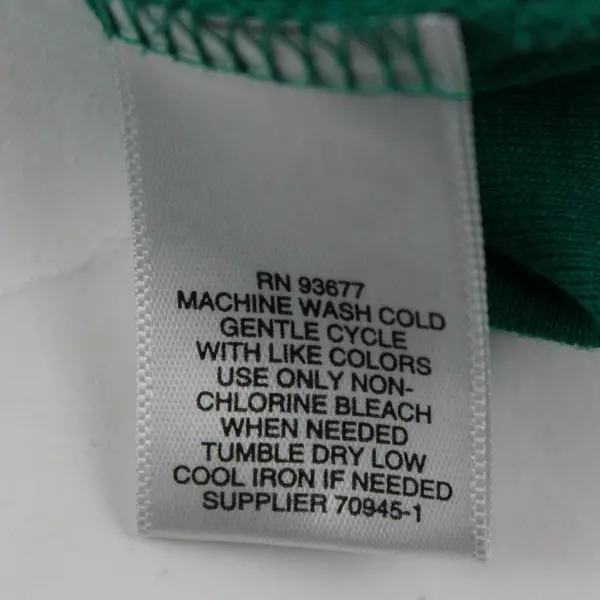 RN 93677
MACHINE WASH COLD
GENTLE CYCLE
WITH LIKE COLORS
USE ONLY NON-
CHLORINE BLEACH
WHEN NEEDED
TUMBLE DRY LOW
COOL IRON IF NEEDED
SUPPLIER 70945-1